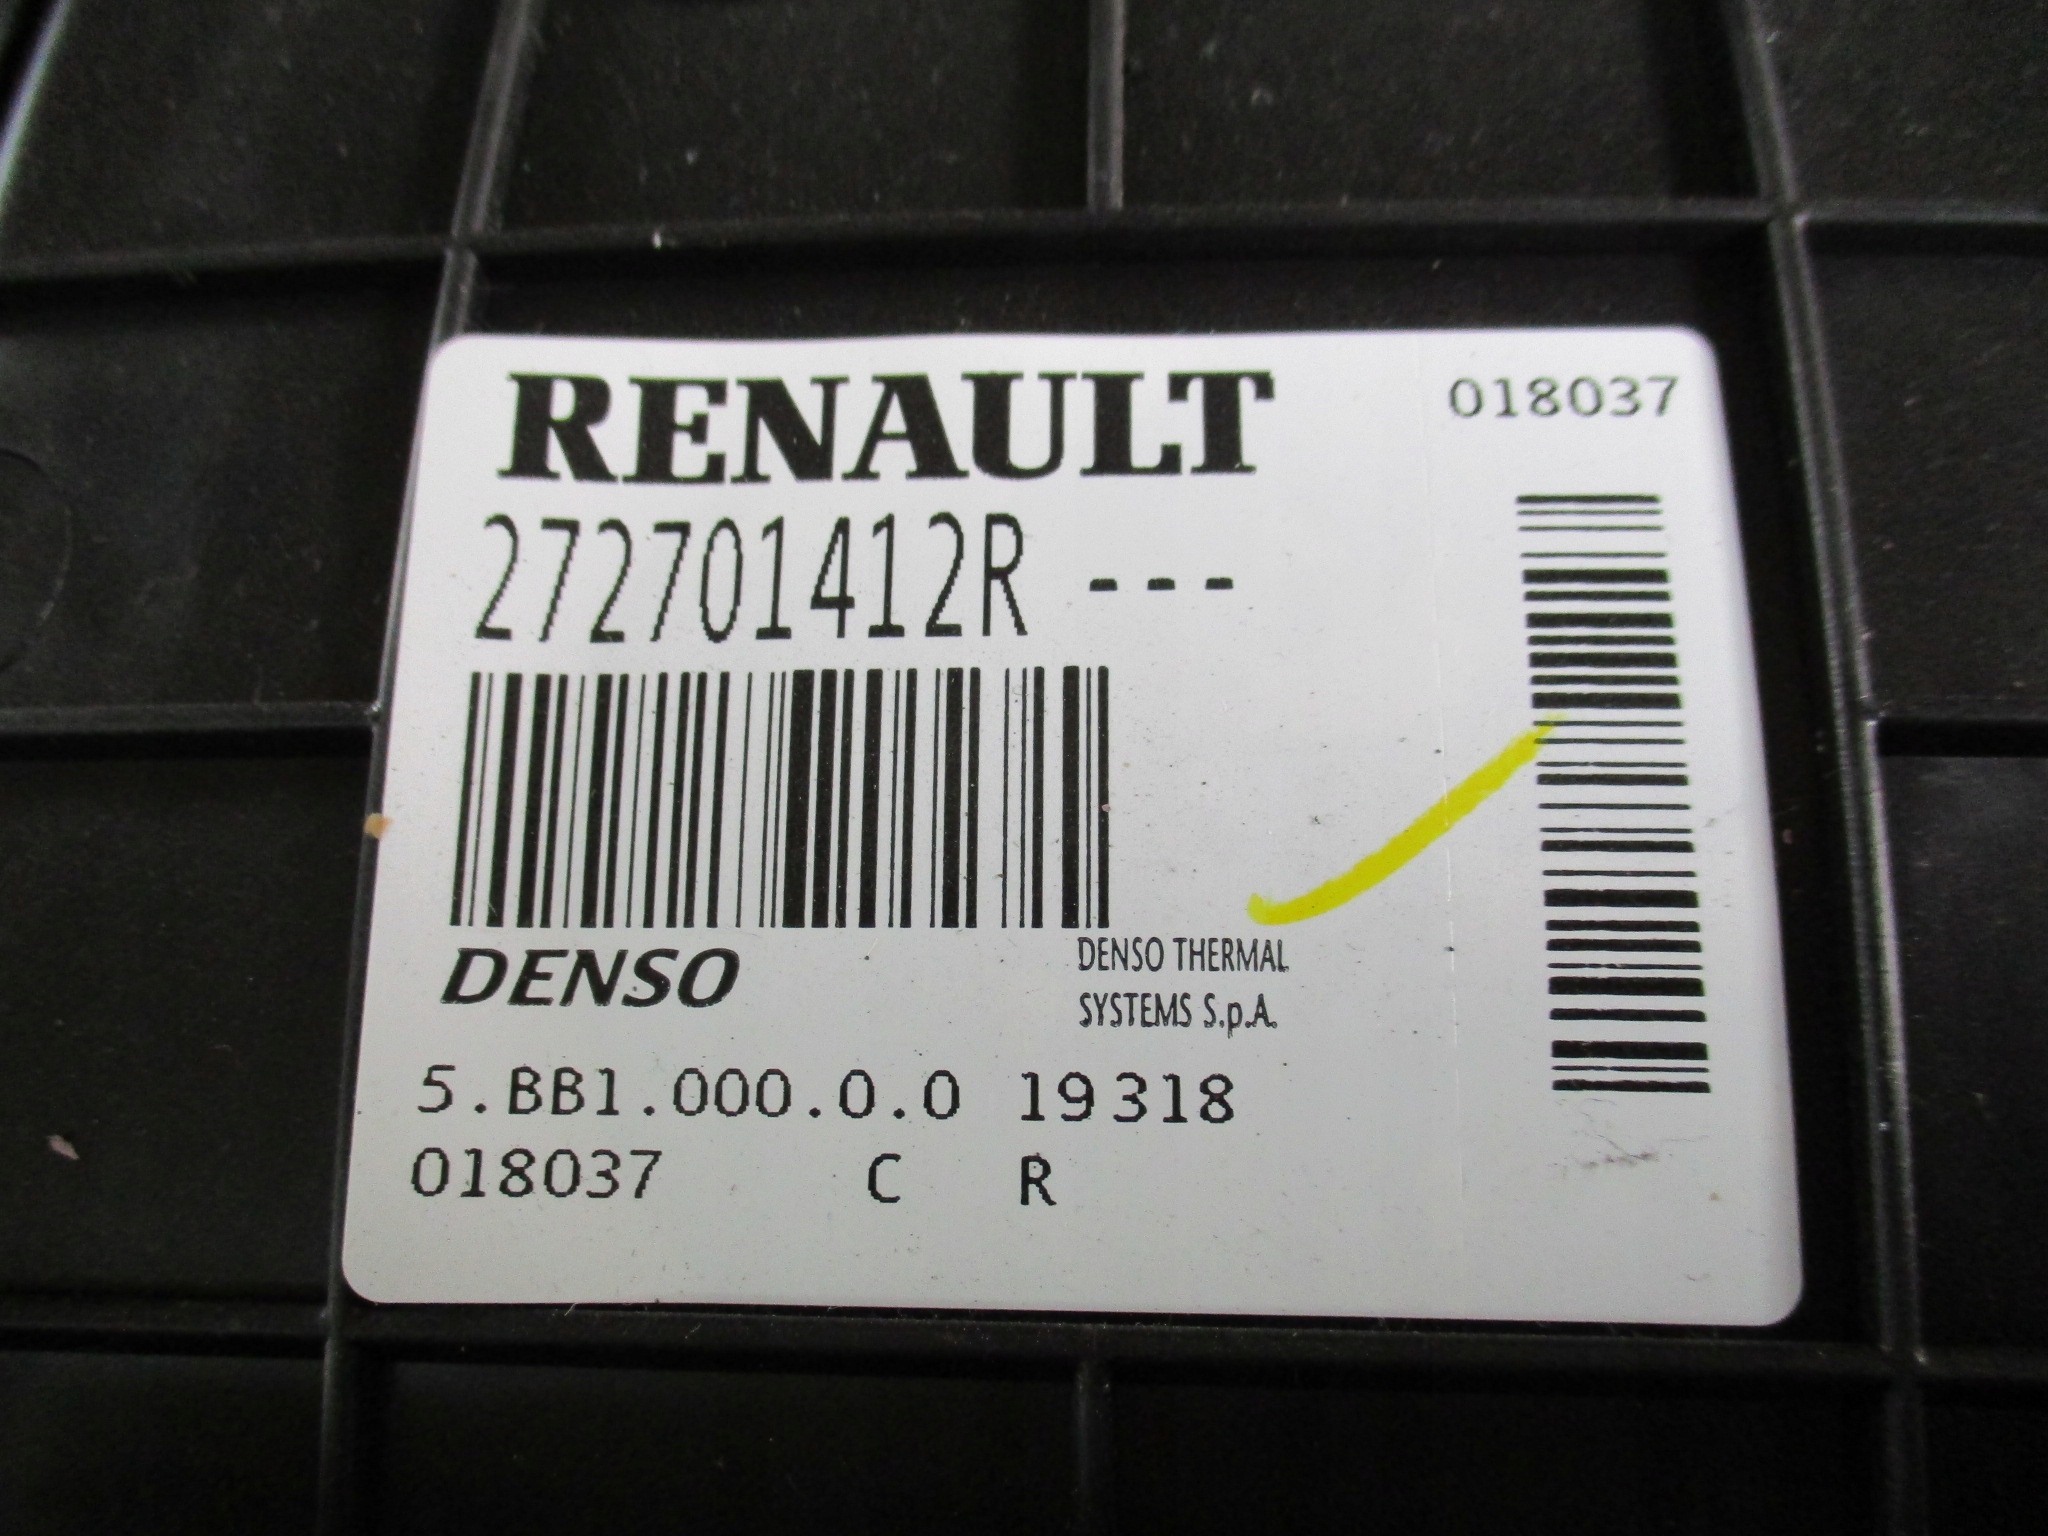 RENAULT
018037
272701412R ---
DENSO
DENSO THERMAL
SYSTEMS S.p.A.
5.BB1.000.0.0 19318
018037 C R